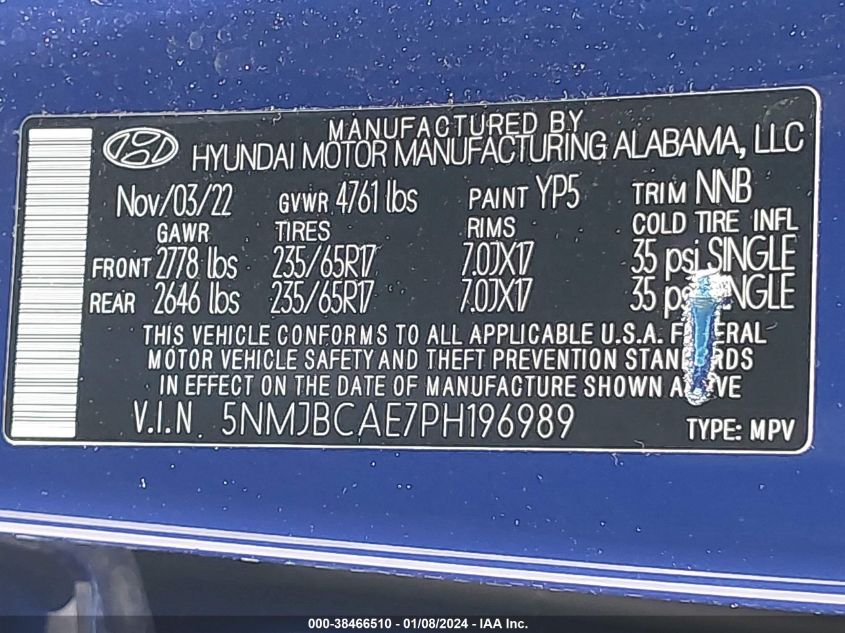 MANUFACTURED BY
HYUNDAI MOTOR MANUFACTURING ALABAMA, LLC
Nov/03/22 GVWR 4761 lbs PAINT YP5 TRIM NNB
GAWR TIRES RIMS COLD TIRE INFL
FRONT 2778 lbs 235/65R17 7.0JX17 35 psi SINGLE
REAR 2646 lbs 235/65R17 7.0JX17 35
THIS VEHICLE CONFORMS TO ALL APPLICABLE U.S.A.
MOTOR VEHICLE SAFETY AND THEFT PREVENTION
IN EFFECT ON THE DATE OF MANUFACTURE SHOWN
V.I.N 5NMJBCAE7PH196989 TYPE: MPV
000-38466510 - 01/08/2024 - IAA Inc.